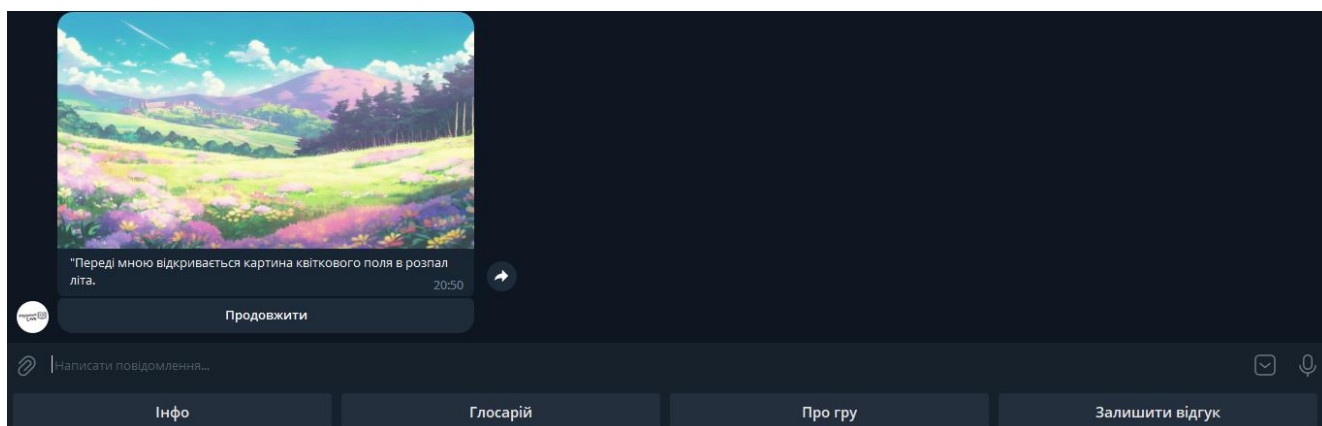 "Переді мною відкривається картина квіткового поля в розпал
літа.
20:50
Продовжити
Написати повідомлення...
Інфо
Глосарій
Про гру
Залишити відгук